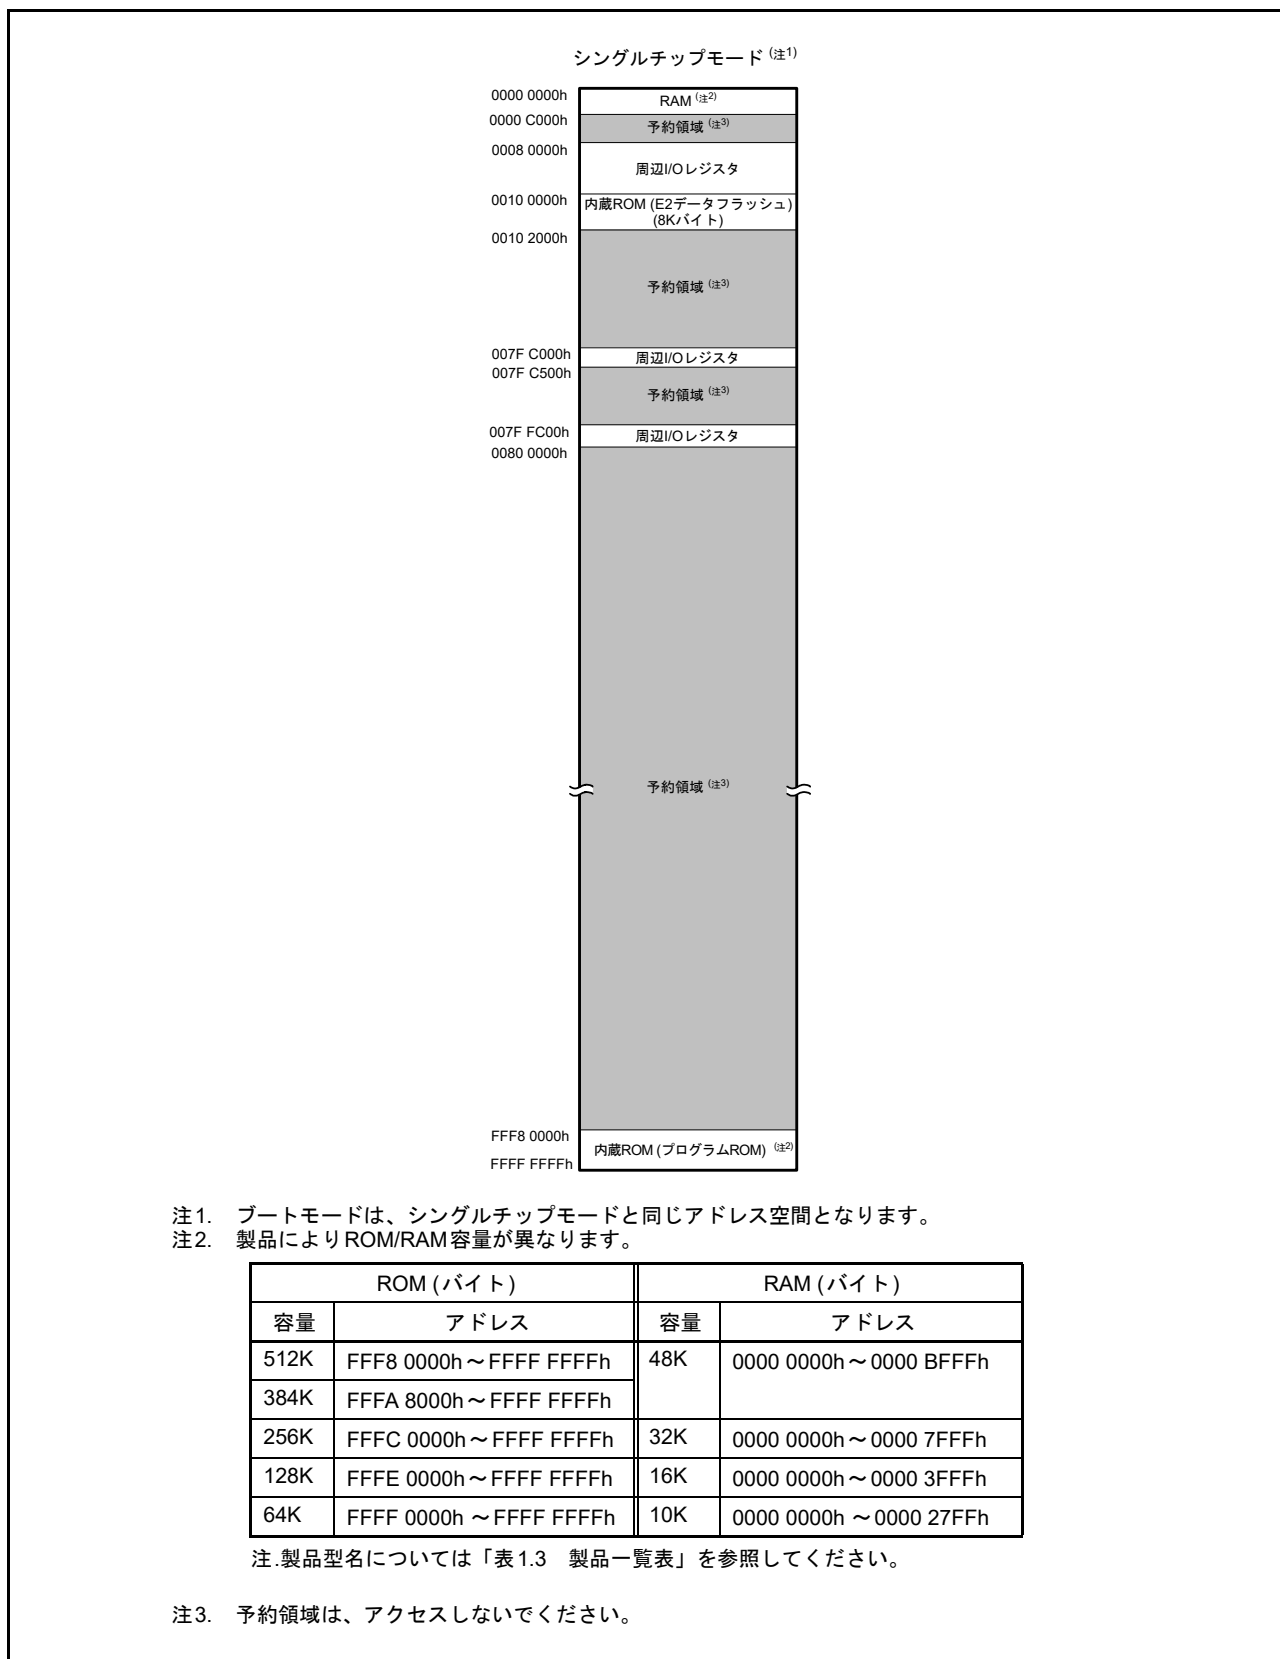 シングルチップモード (注1)
0000 0000h
RAM (注2)
0000 C000h
予約領域 (注3)
0008 0000h
周辺I/Oレジスタ
0010 0000h
内蔵ROM (E2データフラッシュ)
(8Kバイト)
0010 2000h
予約領域 (注3)
007F C000h
周辺I/Oレジスタ
007F C500h
予約領域 (注3)
007F FC00h
周辺I/Oレジスタ
0080 0000h
予約領域 (注3)
FFF8 0000h
内蔵ROM (プログラムROM) (注2)
FFFF FFFFh
注1. ブートモードは、シングルチップモードと同じアドレス空間となります。
注2. 製品によりROM/RAM容量が異なります。
ROM (バイト) RAM (バイト)
容量 アドレス 容量 アドレス
512K FFF8 0000h～FFFF FFFFh 48K 0000 0000h～0000 BFFFh
384K FFFA 8000h～FFFF FFFFh
256K FFFC 0000h～FFFF FFFFh 32K 0000 0000h～0000 7FFFh
128K FFFE 0000h～FFFF FFFFh 16K 0000 0000h～0000 3FFFh
64K FFFF 0000h ～FFFF FFFFh 10K 0000 0000h ～0000 27FFh
注.製品型名については「表1.3 製品一覧表」を参照してください。
注3. 予約領域は、アクセスしないでください。